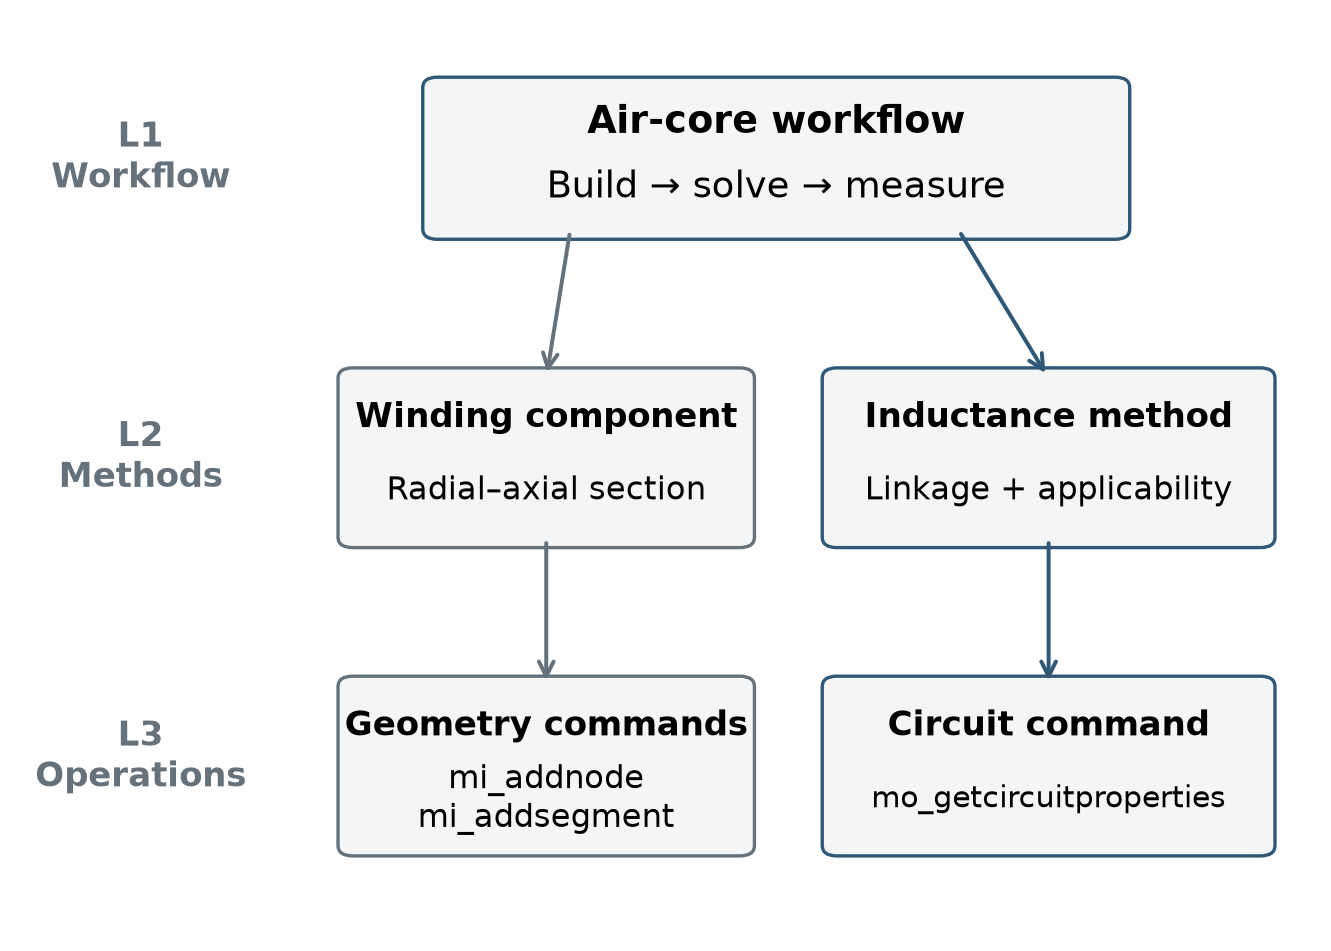 L1
Workflow
Air-core workflow
Build → solve → measure
L2
Methods
Winding component
Radial–axial section
Inductance method
Linkage + applicability
L3
Operations
Geometry commands
mi_addnode
mi_addsegment
Circuit command
mo_getcircuitproperties